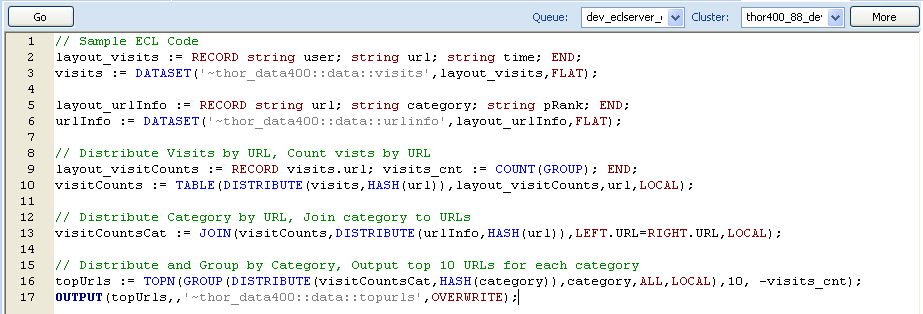 Go Queue: dev_eclserver_ Cluster: thor400_88_de More
1 // Sample ECL Code
2 layout_visits := RECORD string user; string url; string time; END;
3 visits := DATASET('~thor_data400::data::visits',layout_visits,FLAT);
4
5 layout_urlInfo := RECORD string url; string category; string pRank; END;
6 urlInfo := DATASET('~thor_data400::data::urlinfo',layout_urlInfo,FLAT);
7
8 // Distribute Visits by URL, Count vists by URL
9 layout_visitCounts := RECORD visits.url; visits_cnt := COUNT(GROUP); END;
10 visitCounts := TABLE(DISTRIBUTE(visits,HASH(url)),layout_visitCounts,url,LOCAL);
11
12 // Distribute Category by URL, Join category to URLs
13 visitCountsCat := JOIN(visitCounts,DISTRIBUTE(urlInfo,HASH(url)),LEFT.URL=RIGHT.URL,LOCAL);
14
15 // Distribute and Group by Category, Output top 10 URLs for each category
16 topUrls := TOPN(GROUP(DISTRIBUTE(visitCountsCat,HASH(category)),category,ALL,LOCAL),10, -visits_cnt);
17 OUTPUT(topUrls,,'~thor_data400::data::topurls',OVERWRITE);